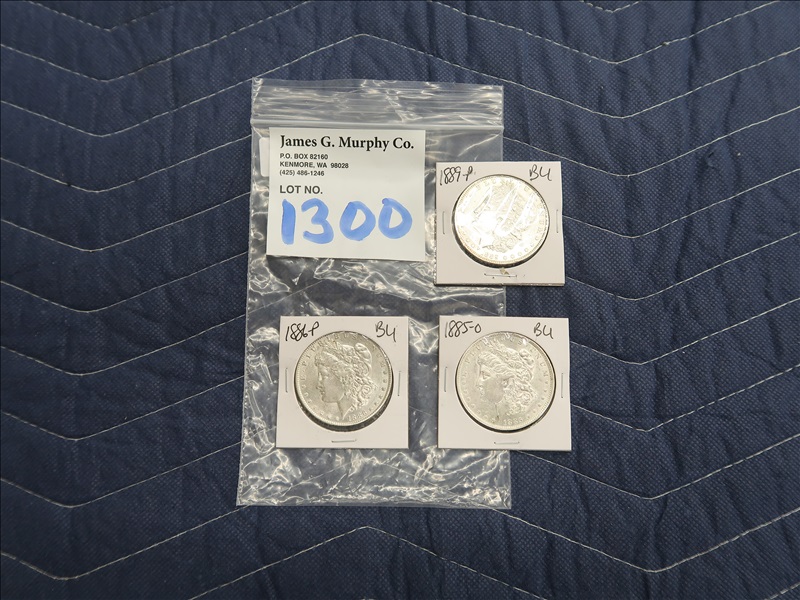 James G. Murphy Co.
P.O. BOX 82160
KENMORE, WA 98028
(425) 486-1246
LOT NO.
1300
1889-P BU
1886-P BU
1885-O BU